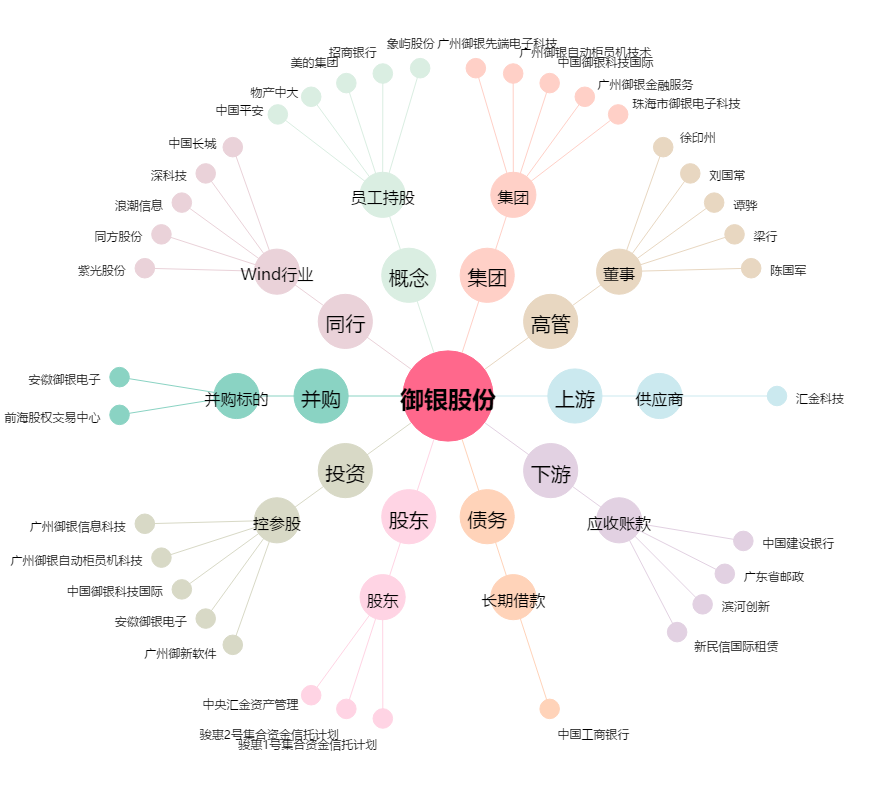 象屿股份
广州御银先端电子科技
招商银行
广州御银自动柜员机技术
美的集团
中国御银科技国际
物产中大
广州御银金融服务
中国平安
珠海市御银电子科技
中国长城
徐印州
深科技
刘国常
浪潮信息
谭骅
员工持股
集团
同方股份
梁行
紫光股份
陈国军
Wind行业
概念
集团
董事
同行
高管
安徽御银电子
并购标的
并购
御银股份
上游
供应商
汇金科技
前海股权交易中心
投资
下游
广州御银信息科技
控参股
股东
债务
应收账款
中国建设银行
广州御银自动柜员机科技
广东省邮政
中国御银科技国际
股东
长期借款
滨河创新
安徽御银电子
新民信国际租赁
广州御新软件
中央汇金资产管理
骏惠2号集合资金信托计划
中国工商银行
骏惠1号集合资金信托计划